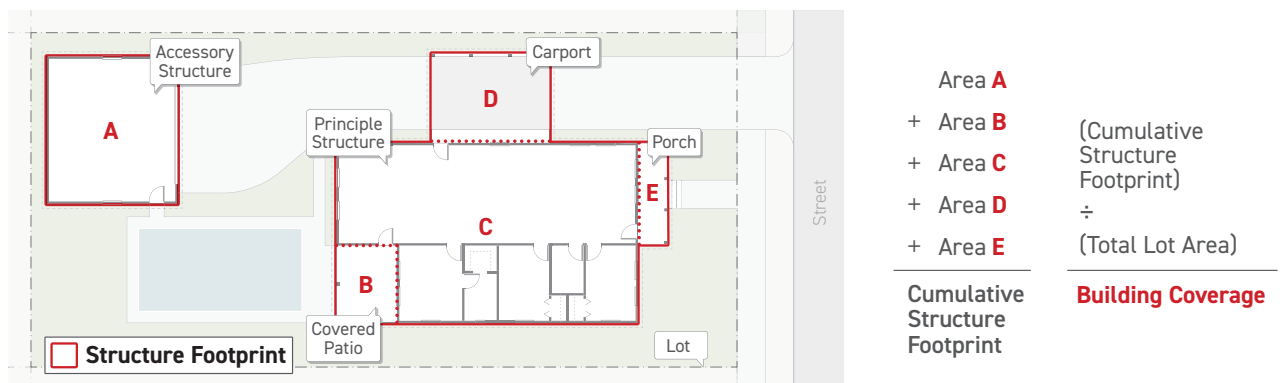 Accessory
Structure
Carport
A
D
Principle
Structure
Porch
E
C
B
Covered
Patio
Lot
Street
Structure Footprint
Area A
+ Area B
+ Area C
+ Area D
+ Area E
Cumulative
Structure
Footprint
(Cumulative
Structure
Footprint)
÷
(Total Lot Area)
Building Coverage